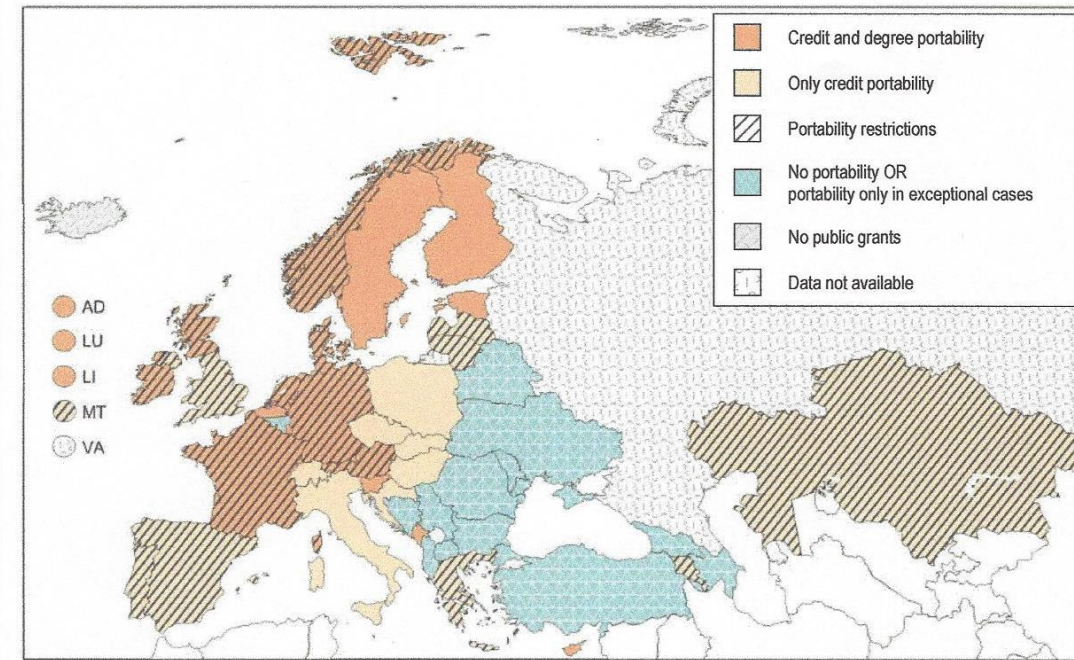 Credit and degree portability
Only credit portability
Portability restrictions
No portability OR
portability only in exceptional cases
No public grants
Data not available
AD
LU
LI
MT
VA